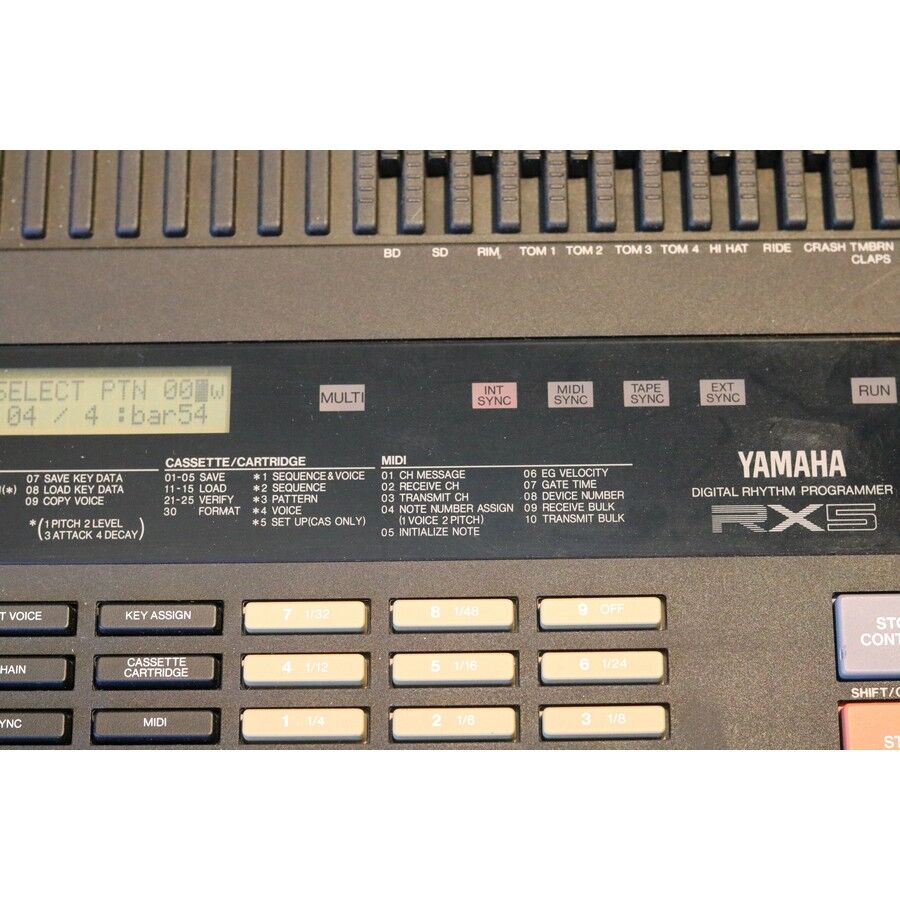 BD SD RIM TOM 1 TOM 2 TOM 3 TOM 4 HI HAT RIDE CRASH TMBRN
CLAPS
SELECT PTN 00 w
04 / 4 :bar54
MULTI
INT
SYNC
MIDI
SYNC
TAPE
SYNC
EXT
SYNC
RUN
07 SAVE KEY DATA
(*) 08 LOAD KEY DATA
09 COPY VOICE
*(1 PITCH 2 LEVEL
3 ATTACK 4 DECAY)
CASSETTE/CARTRIDGE
01-05 SAVE *1 SEQUENCE & VOICE
11-15 LOAD *2 SEQUENCE
21-25 VERIFY *3 PATTERN
30 FORMAT *4 VOICE
*5 SET UP(CAS ONLY)
MIDI
01 CH MESSAGE
02 RECEIVE CH
03 TRANSMIT CH
04 NOTE NUMBER ASSIGN
(1 VOICE 2 PITCH)
05 INITIALIZE NOTE
06 EG VELOCITY
07 GATE TIME
08 DEVICE NUMBER
09 RECEIVE BULK
10 TRANSMIT BULK
YAMAHA
DIGITAL RHYTHM PROGRAMMER
RX5
T VOICE
KEY ASSIGN
7 1/32
8 1/48
9 OFF
HAIN
CASSETTE
CARTRIDGE
4 1/12
5 1/16
6 1/24
YNC
MIDI
1 1/4
2 1/6
3 1/8
STO
CONT
SHIFT/C
ST